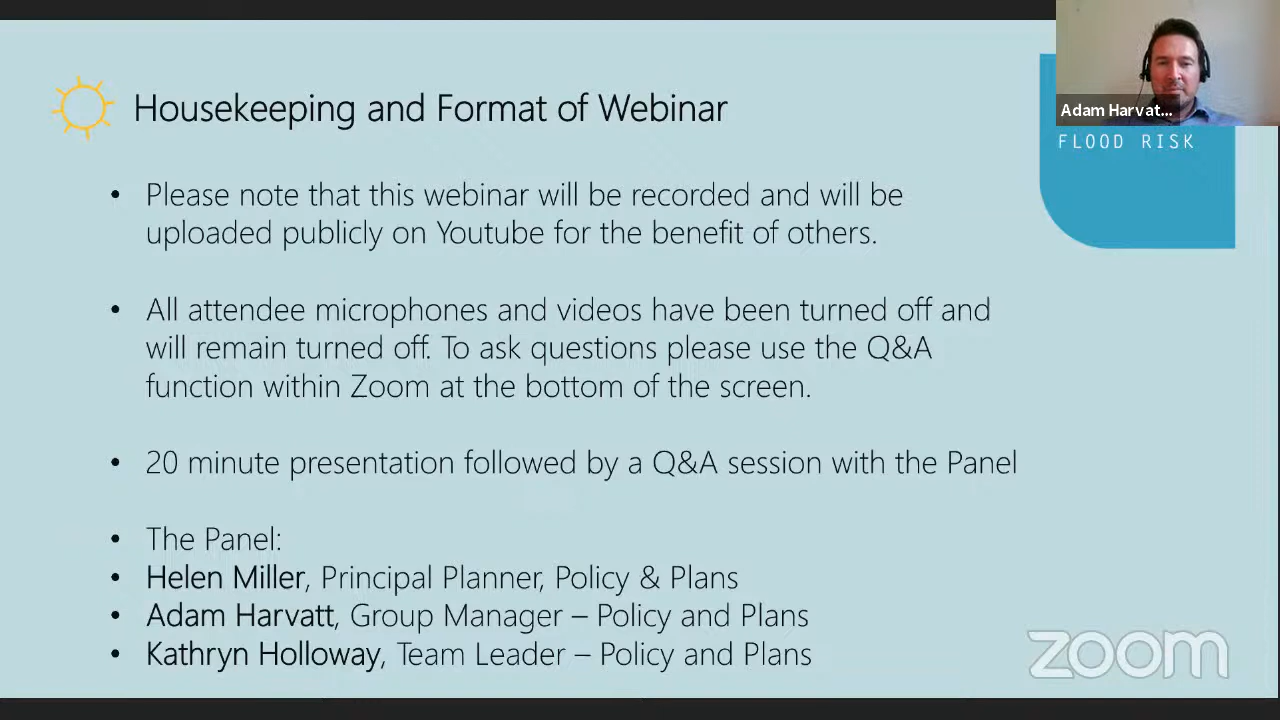 Housekeeping and Format of Webinar
Adam Harvat...
FLOOD RISK
• Please note that this webinar will be recorded and will be
uploaded publicly on Youtube for the benefit of others.
• All attendee microphones and videos have been turned off and
will remain turned off. To ask questions please use the Q&A
function within Zoom at the bottom of the screen.
• 20 minute presentation followed by a Q&A session with the Panel
• The Panel:
• Helen Miller, Principal Planner, Policy & Plans
• Adam Harvatt, Group Manager – Policy and Plans
• Kathryn Holloway, Team Leader – Policy and Plans
zoom